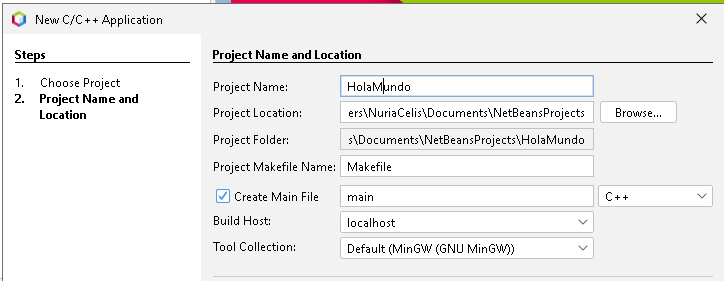 New C/C++ Application
Steps
1. Choose Project
2. Project Name and
Location
Project Name and Location
Project Name: HolaMundo
Project Location: ers\NuriaCelis\Documents\NetBeansProjects Browse...
Project Folder: s\Documents\NetBeansProjects\HolaMundo
Project Makefile Name: Makefile
Create Main File main C++
Build Host: localhost
Tool Collection: Default (MinGW (GNU MinGW))